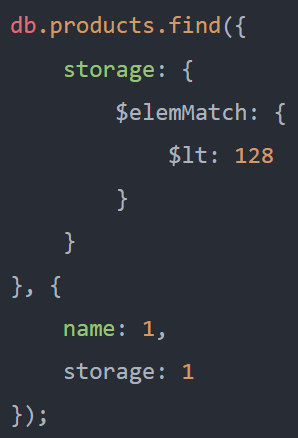 db.products.find({
    storage: {
        $elemMatch: {
            $lt: 128
        }
    }
}, {
    name: 1,
    storage: 1
});